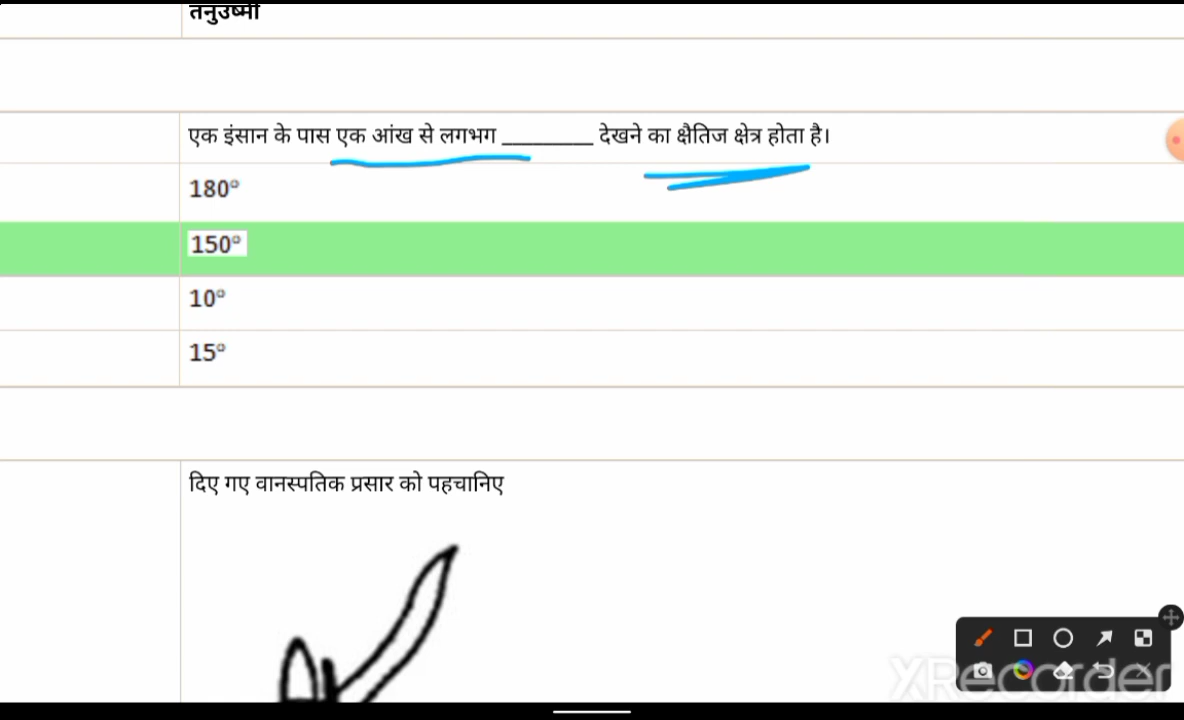 तनुउष्मी
एक इंसान के पास एक आंख से लगभग ________ देखने का क्षैतिज क्षेत्र होता है।
180°
150°
10°
15°
दिए गए वानस्पतिक प्रसार को पहचानिए
XRecorder